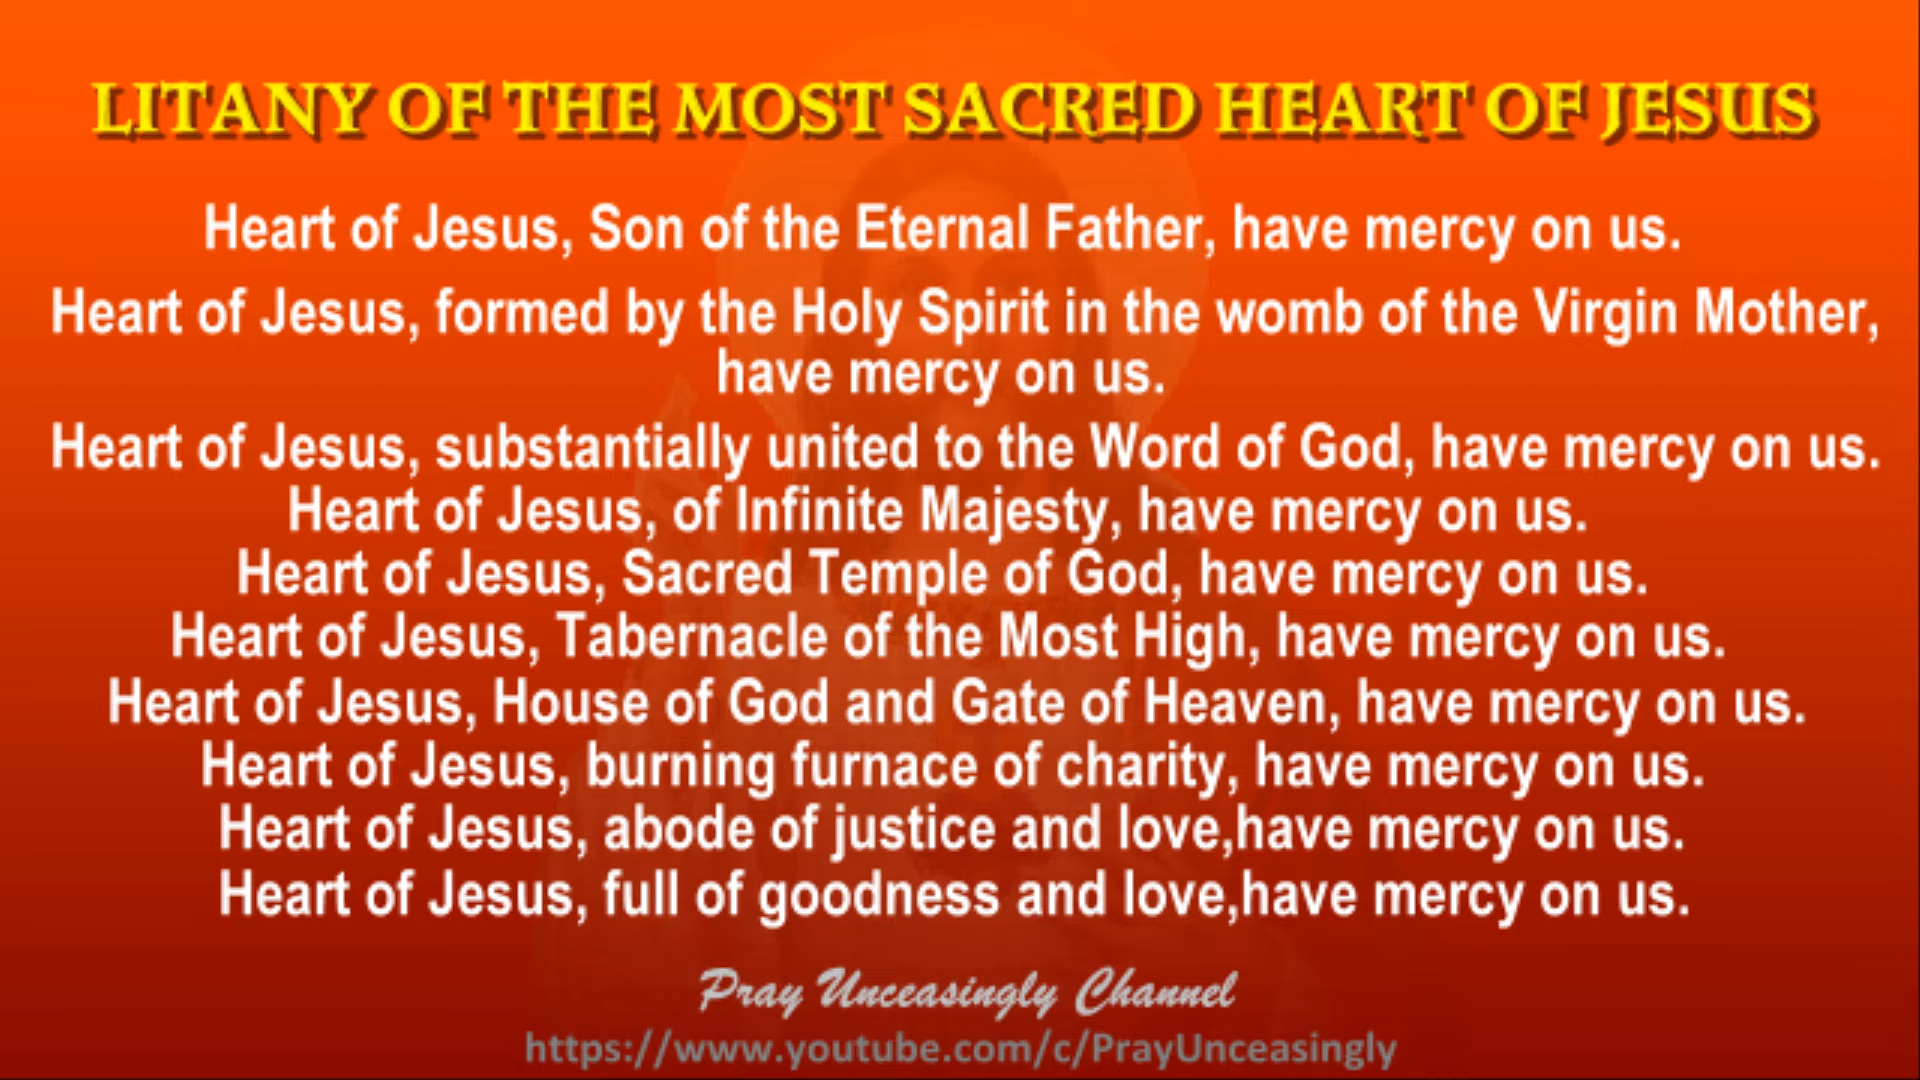 LITANY OF THE MOST SACRED HEART OF JESUS
Heart of Jesus, Son of the Eternal Father, have mercy on us.
Heart of Jesus, formed by the Holy Spirit in the womb of the Virgin Mother,
have mercy on us.
Heart of Jesus, substantially united to the Word of God, have mercy on us.
Heart of Jesus, of Infinite Majesty, have mercy on us.
Heart of Jesus, Sacred Temple of God, have mercy on us.
Heart of Jesus, Tabernacle of the Most High, have mercy on us.
Heart of Jesus, House of God and Gate of Heaven, have mercy on us.
Heart of Jesus, burning furnace of charity, have mercy on us.
Heart of Jesus, abode of justice and love,have mercy on us.
Heart of Jesus, full of goodness and love,have mercy on us.
Pray Unceasingly Channel
https://www.youtube.com/c/PrayUnceasingly